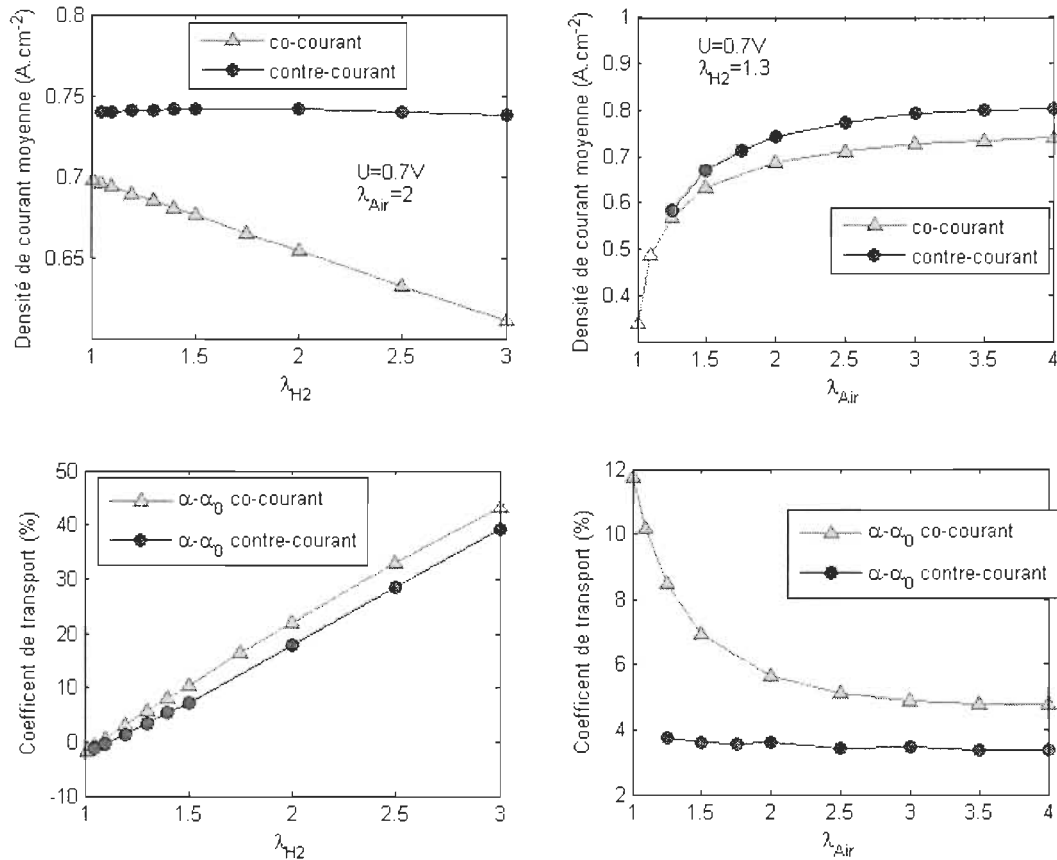 0.8
0.75
0.7
0.65
Densité de courant moyenne (A.cm⁻²)
co-courant
contre-courant
U=0.7V
λAir=2
1 1.5 2 2.5 3
λH2
1
0.9
0.8
0.7
0.6
0.5
0.4
Densité de courant moyenne (A.cm⁻²)
U=0.7V
λH2=1.3
co-courant
contre-courant
1 1.5 2 2.5 3 3.5 4
λAir
50
40
30
20
10
0
-10
Coefficent de transport (%)
α-α0 co-courant
α-α0 contre-courant
1 1.5 2 2.5 3
λH2
12
10
8
6
4
2
Coefficent de transport (%)
α-α0 co-courant
α-α0 contre-courant
1 1.5 2 2.5 3 3.5 4
λAir